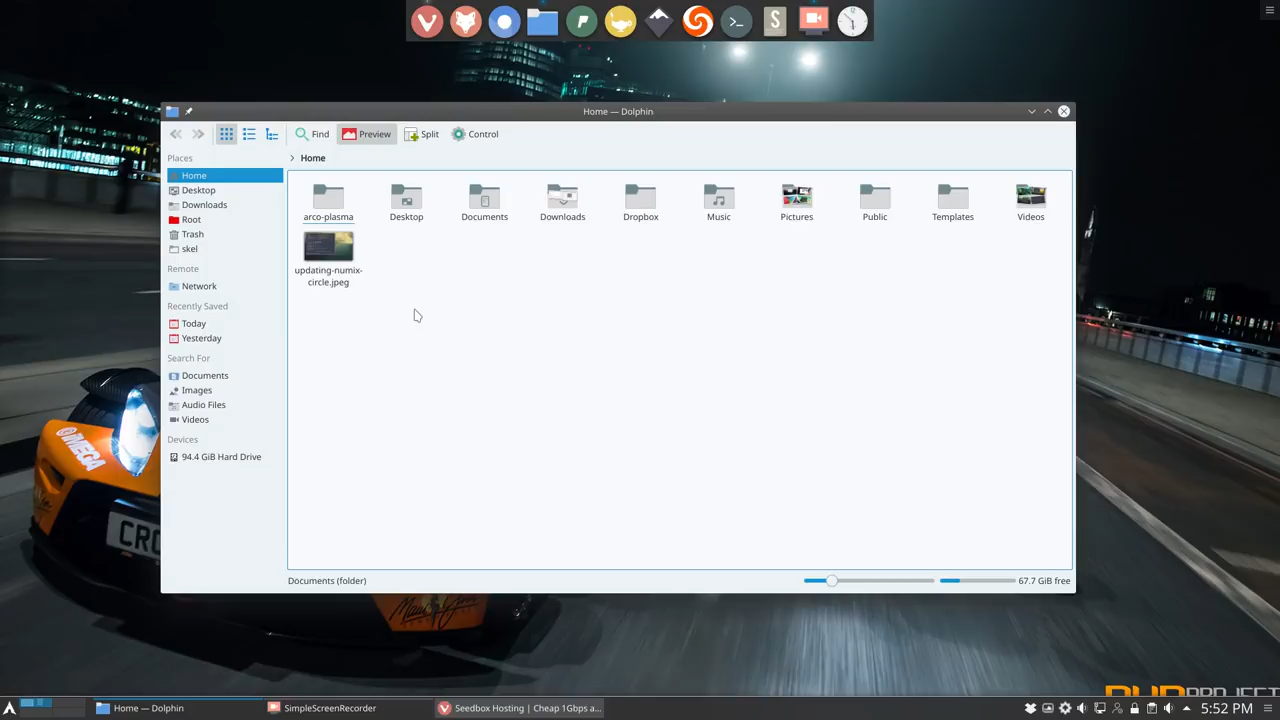 Home — Dolphin
Find
Preview
Split
Control
Places
Home
Home
Desktop
Downloads
Root
Trash
skel
Remote
Network
Recently Saved
Today
Yesterday
Search For
Documents
Images
Audio Files
Videos
Devices
94.4 GiB Hard Drive
arco-plasma
Desktop
Documents
Downloads
Dropbox
Music
Pictures
Public
Templates
Videos
updating-numix-
circle.jpeg
Documents (folder)
67.7 GiB free
OMEGA
CRO
PROJECT
Home — Dolphin
SimpleScreenRecorder
Seedbox Hosting | Cheap 1Gbps a...
5:52 PM